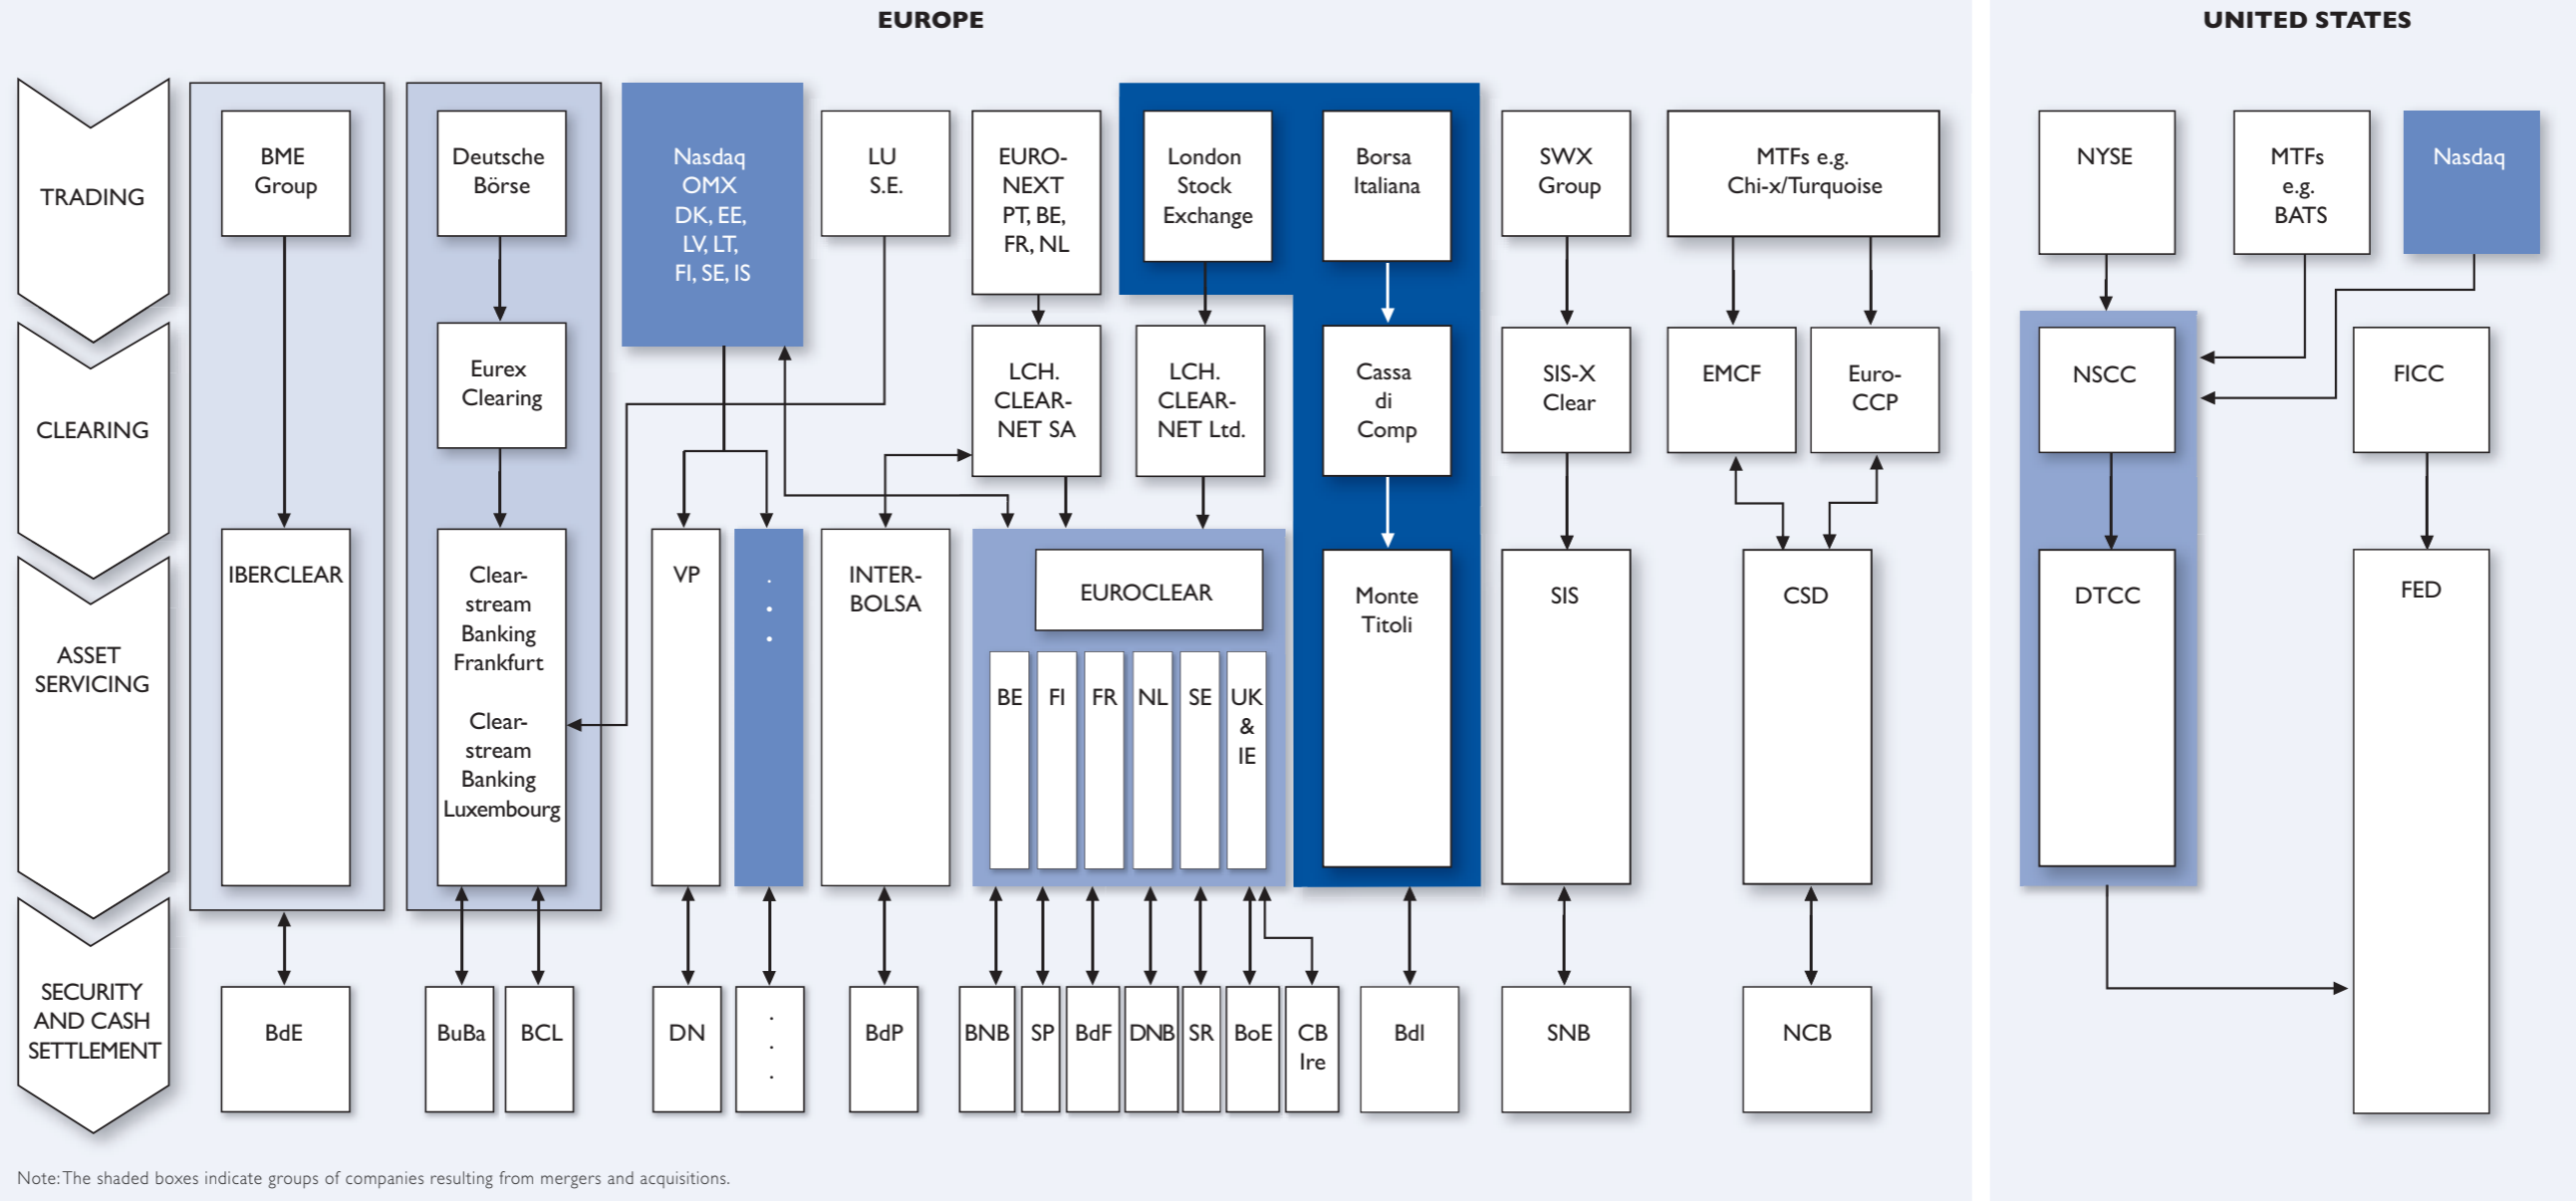 EUROPE
UNITED STATES
TRADING
BME
Group
Deutsche
Börse
Nasdaq
OMX
DK, EE,
LV, LT,
FI, SE, IS
LU
S.E.
EURO-
NEXT
PT, BE,
FR, NL
London
Stock
Exchange
Borsa
Italiana
SWX
Group
MTFs e.g.
Chi-x/Turquoise
NYSE
MTFs
e.g.
BATS
Nasdaq
CLEARING
Eurex
Clearing
LCH.
CLEAR-
NET SA
LCH.
CLEAR-
NET Ltd.
Cassa
di
Comp
SIS-X
Clear
EMCF
Euro-
CCP
NSCC
FICC
ASSET
SERVICING
IBERCLEAR
Clear-
stream
Banking
Frankfurt
Clear-
stream
Banking
Luxembourg
VP
.
.
.
INTER-
BOLSA
EUROCLEAR
BE
FI
FR
NL
SE
UK
&
IE
Monte
Titoli
SIS
CSD
DTCC
FED
SECURITY
AND CASH
SETTLEMENT
BdE
BuBa
BCL
DN
.
.
.
BdP
BNB
SP
BdF
DNB
SR
BoE
CB
Ire
BdI
SNB
NCB
Note: The shaded boxes indicate groups of companies resulting from mergers and acquisitions.